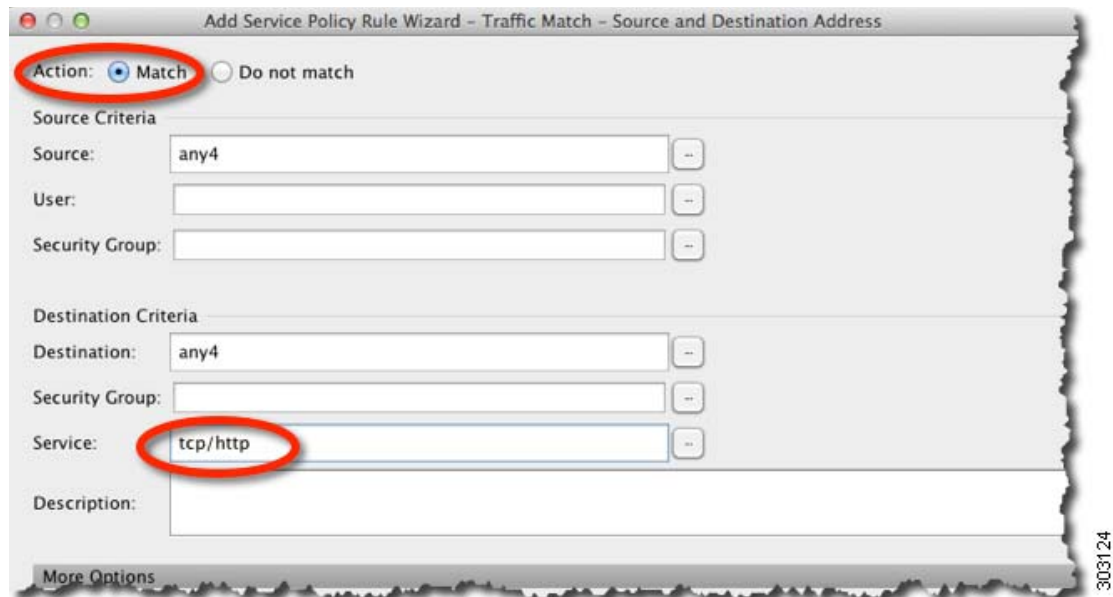 Add Service Policy Rule Wizard - Traffic Match - Source and Destination Address
Action: Match Do not match
Source Criteria
Source: any4 ...
User: ...
Security Group: ...
Destination Criteria
Destination: any4 ...
Security Group: ...
Service: tcp/http ...
Description:
More Options
303124